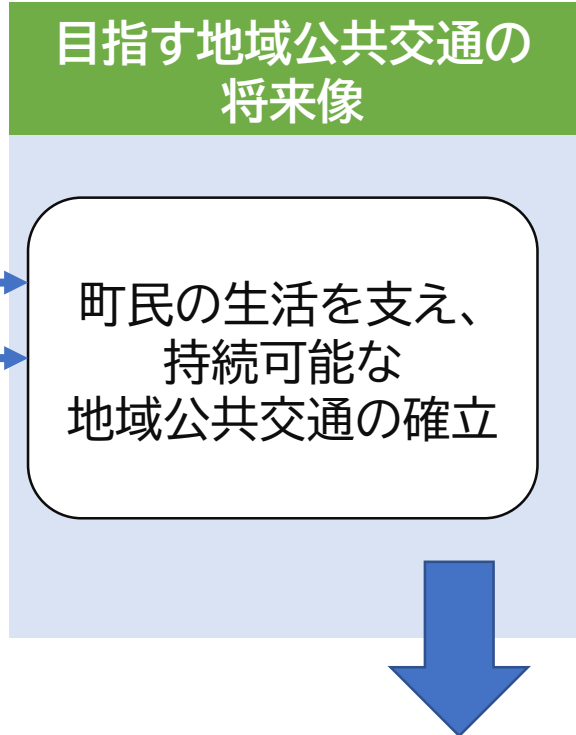 目指す地域公共交通の
将来像
町民の生活を支え、
持続可能な
地域公共交通の確立